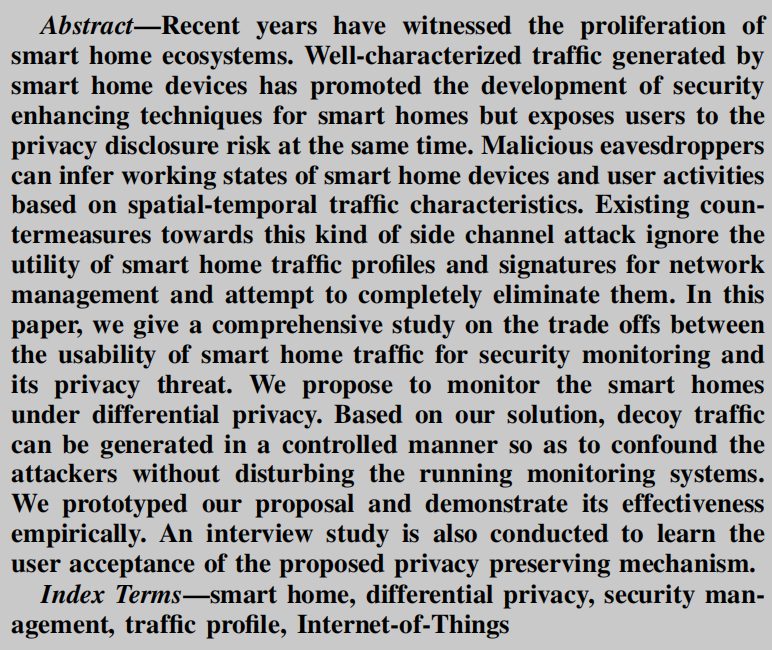 Abstract—Recent years have witnessed the proliferation of
smart home ecosystems. Well-characterized traffic generated by
smart home devices has promoted the development of security
enhancing techniques for smart homes but exposes users to the
privacy disclosure risk at the same time. Malicious eavesdroppers
can infer working states of smart home devices and user activities
based on spatial-temporal traffic characteristics. Existing coun-
termeasures towards this kind of side channel attack ignore the
utility of smart home traffic profiles and signatures for network
management and attempt to completely eliminate them. In this
paper, we give a comprehensive study on the trade offs between
the usability of smart home traffic for security monitoring and
its privacy threat. We propose to monitor the smart homes
under differential privacy. Based on our solution, decoy traffic
can be generated in a controlled manner so as to confound the
attackers without disturbing the running monitoring systems.
We prototyped our proposal and demonstrate its effectiveness
empirically. An interview study is also conducted to learn the
user acceptance of the proposed privacy preserving mechanism.
Index Terms—smart home, differential privacy, security man-
agement, traffic profile, Internet-of-Things